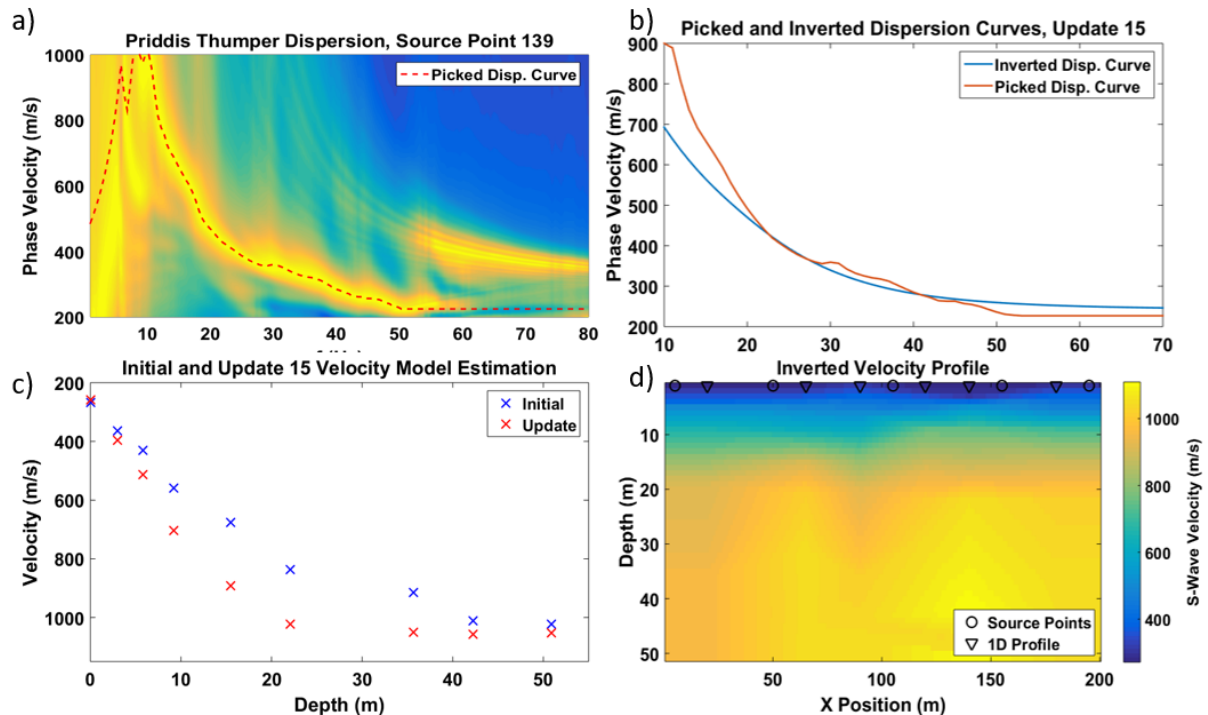 a)
Priddis Thumper Dispersion, Source Point 139
Picked Disp. Curve
Phase Velocity (m/s)
1000
800
600
400
200
10 20 30 40 50 60 70 80
b)
Picked and Inverted Dispersion Curves, Update 15
Inverted Disp. Curve
Picked Disp. Curve
Phase Velocity (m/s)
900
800
700
600
500
400
300
200
10 20 30 40 50 60 70
c)
Initial and Update 15 Velocity Model Estimation
Initial
Update
Velocity (m/s)
200
400
600
800
1000
0 10 20 30 40 50
Depth (m)
d)
Inverted Velocity Profile
Depth (m)
10
20
30
40
50
Source Points
1D Profile
50 100 150 200
X Position (m)
1000
800
600
400
S-Wave Velocity (m/s)